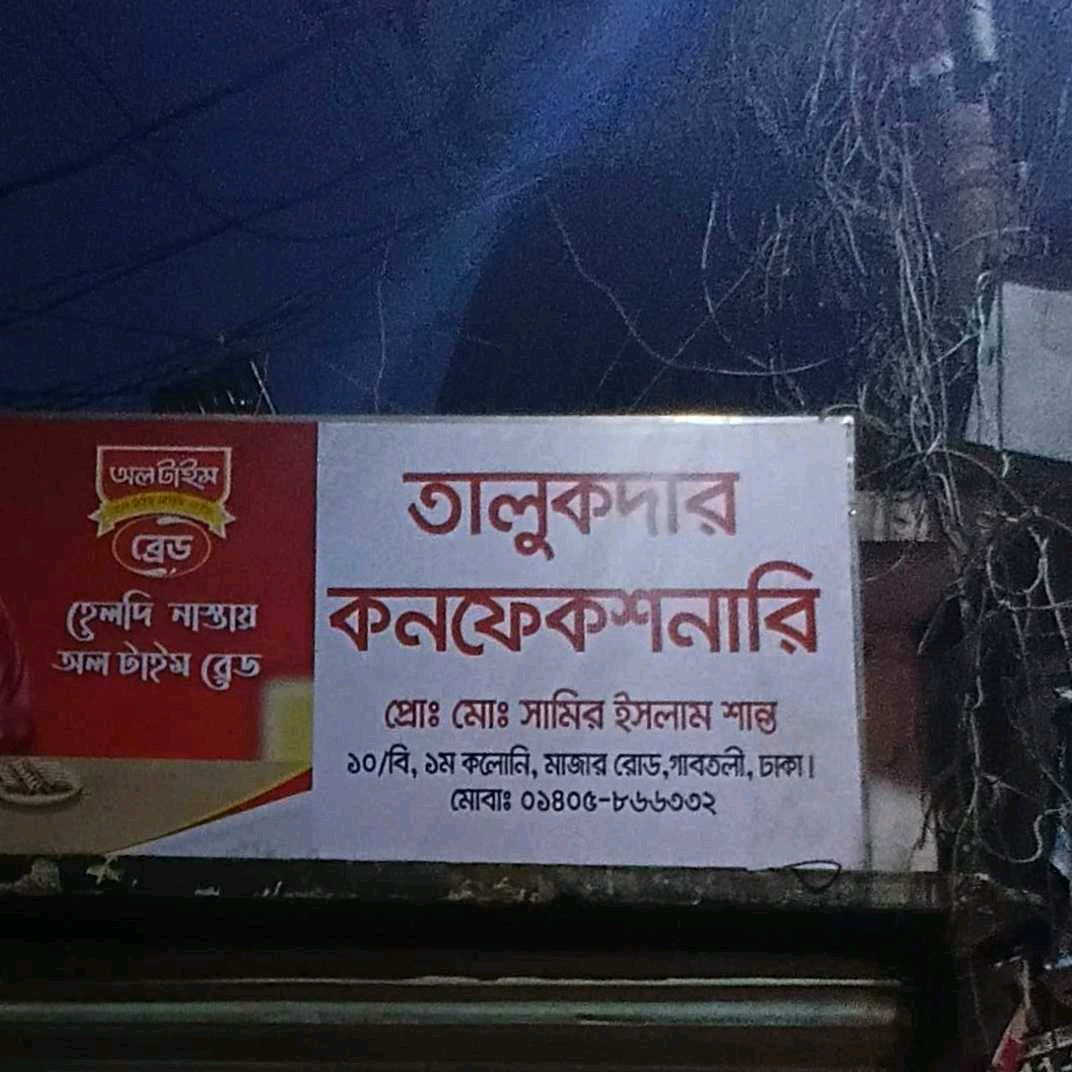 অলটাইম
ব্রেড
হেলদি নাস্তায়
অল টাইম ব্রেড
তালুকদার
কনফেকশনারি
প্রোঃ মোঃ সামির ইসলাম শান্ত
১০/বি, ১ম কলোনি, মাজার রোড,গাবতলী, ঢাকা।
মোবাঃ ০১৪০৫-৮৬৬৩৩২